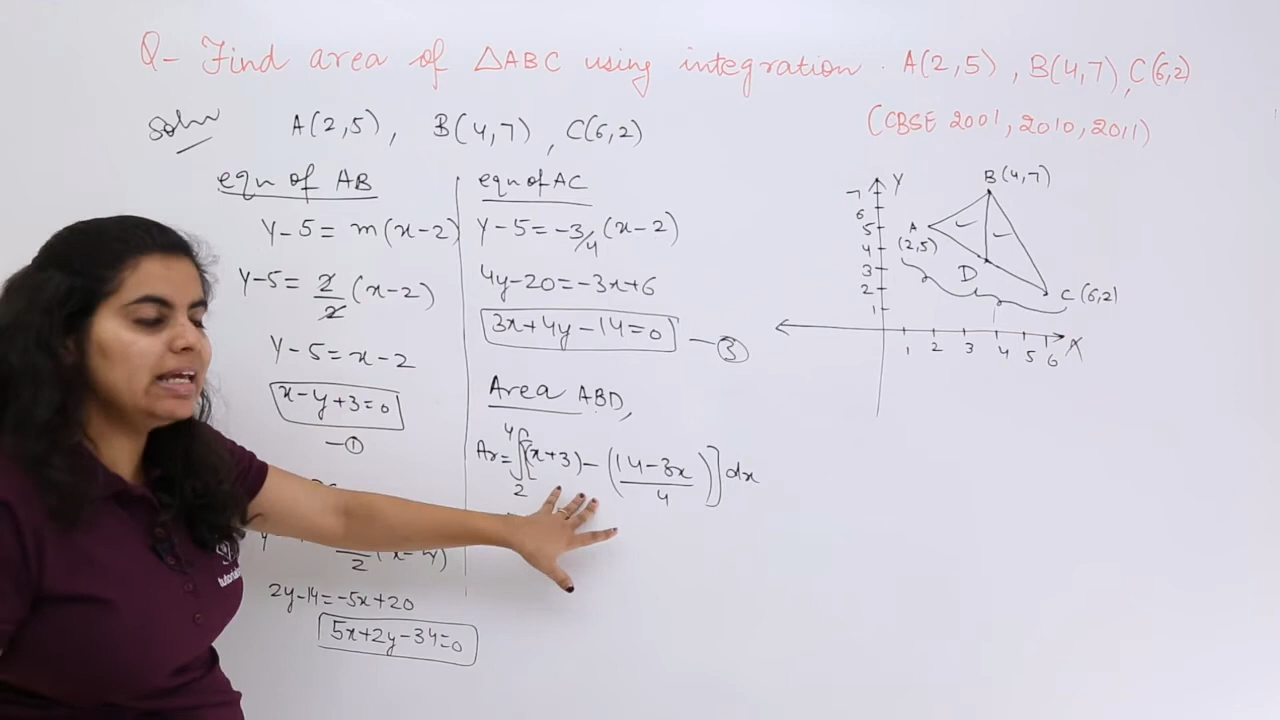 Q- Find area of △ABC using integration. A(2,5), B(4,7), C(6,2)
(CBSE 2001, 2010, 2011)
Soln A(2,5), B(4,7), C(6,2)
eqn of AB
Y-5 = m(x-2)
Y-5 = 2/2 (x-2)
Y-5 = x-2
x-y+3=0
—①
2
2y-14=-5x+20
5x+2y-34=0
eqn of AC
Y-5 = -3/4 (x-2)
4y-20=-3x+6
3x+4y-14=0 —③
Area ABD,
Ar = ∫₂⁴ [(x+3) - ((14-3x)/4)] dx
Y
7
6
5
4
3
2
1
1 2 3 4 5 6 X
B(4,7)
A
(2,5)
D
C(6,2)